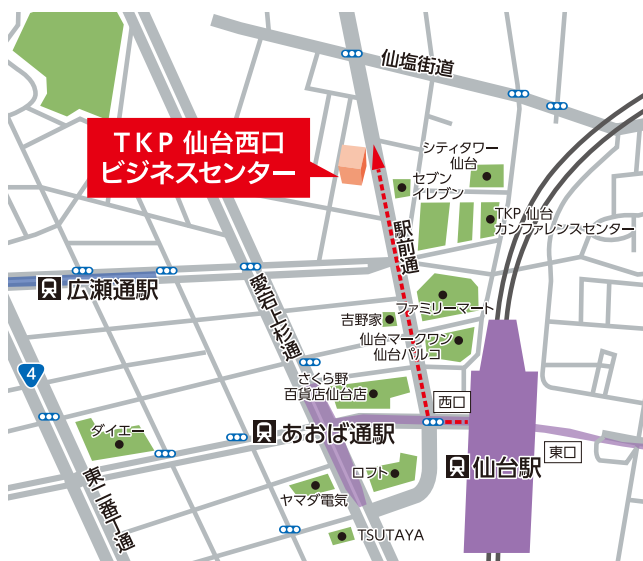 仙塩街道
TKP 仙台西口
ビジネスセンター
シティタワー
仙台
セブン
イレブン
TKP 仙台
カンファレンスセンター
駅前通
広瀬通駅
愛宕上杉通
ファミリーマート
吉野家
仙台マークワン
仙台パルコ
4
さくら野
百貨店仙台店
西口
ダイエー
あおば通駅
東口
仙台駅
東二番丁通
ロフト
ヤマダ電気
TSUTAYA